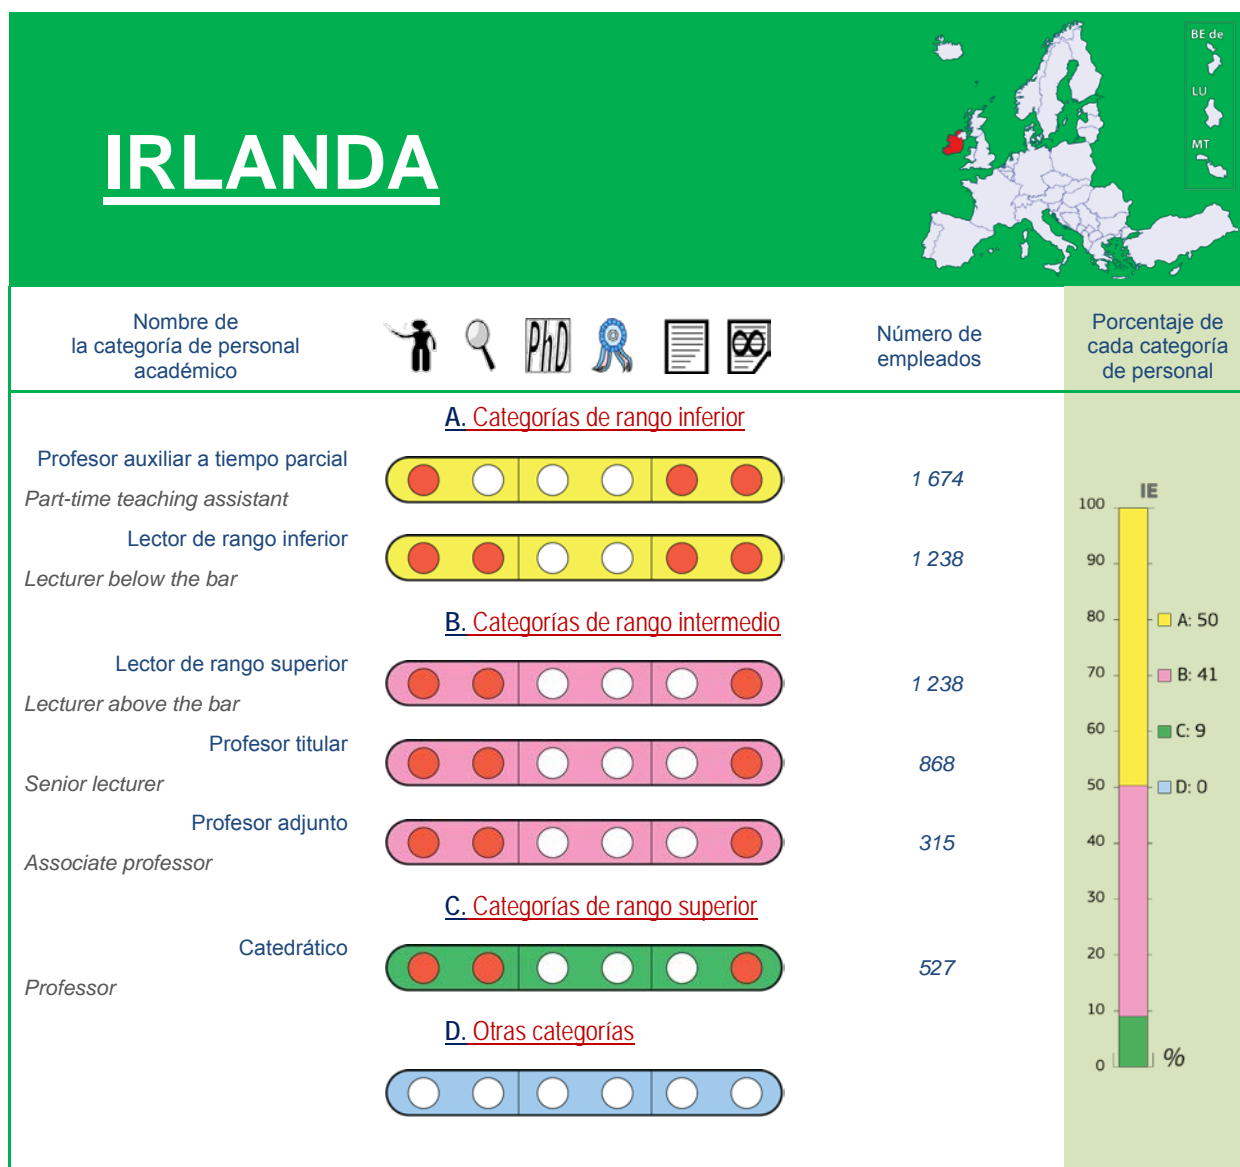 IRLANDA
BE de
LU
MT
Nombre de
la categoría de personal
académico
PhD
Número de
empleados
Porcentaje de
cada categoría
de personal
A. Categorías de rango inferior
Profesor auxiliar a tiempo parcial
Part-time teaching assistant
1 674
Lector de rango inferior
Lecturer below the bar
1 238
B. Categorías de rango intermedio
Lector de rango superior
Lecturer above the bar
1 238
Profesor titular
Senior lecturer
868
Profesor adjunto
Associate professor
315
C. Categorías de rango superior
Catedrático
Professor
527
D. Otras categorías
IE
100
90
80
70
60
50
40
30
20
10
0
%
A: 50
B: 41
C: 9
D: 0